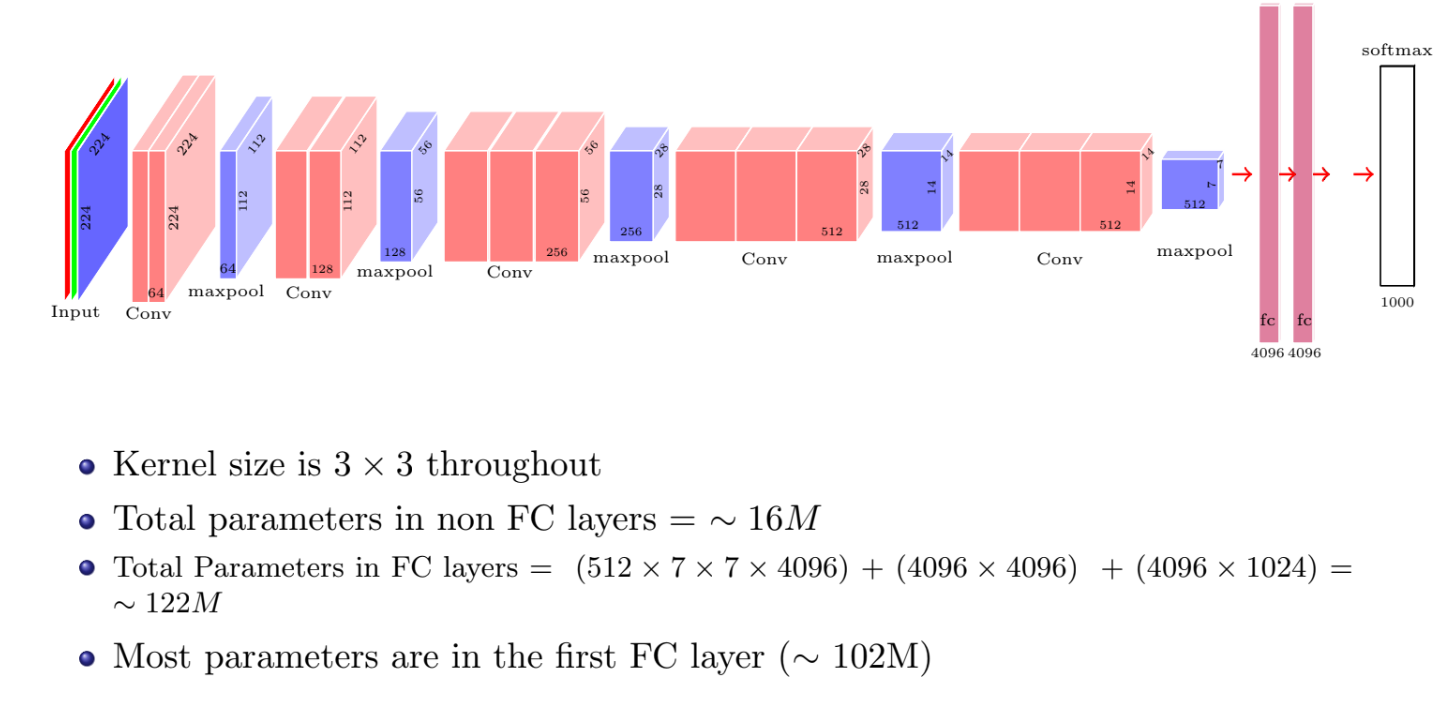 softmax
224
224
224
224
112
112
112
112
56
56
56
56
28
28
28
28
14
14
14
14
7
7
64
64
128
128
256
256
512
512
512
512
Input
Conv
maxpool
Conv
maxpool
Conv
maxpool
Conv
maxpool
Conv
maxpool
fc
fc
4096
4096
1000
Kernel size is 3 × 3 throughout
Total parameters in non FC layers = ∼ 16M
Total Parameters in FC layers = (512 × 7 × 7 × 4096) + (4096 × 4096) + (4096 × 1024) =
∼ 122M
Most parameters are in the first FC layer (∼ 102M)